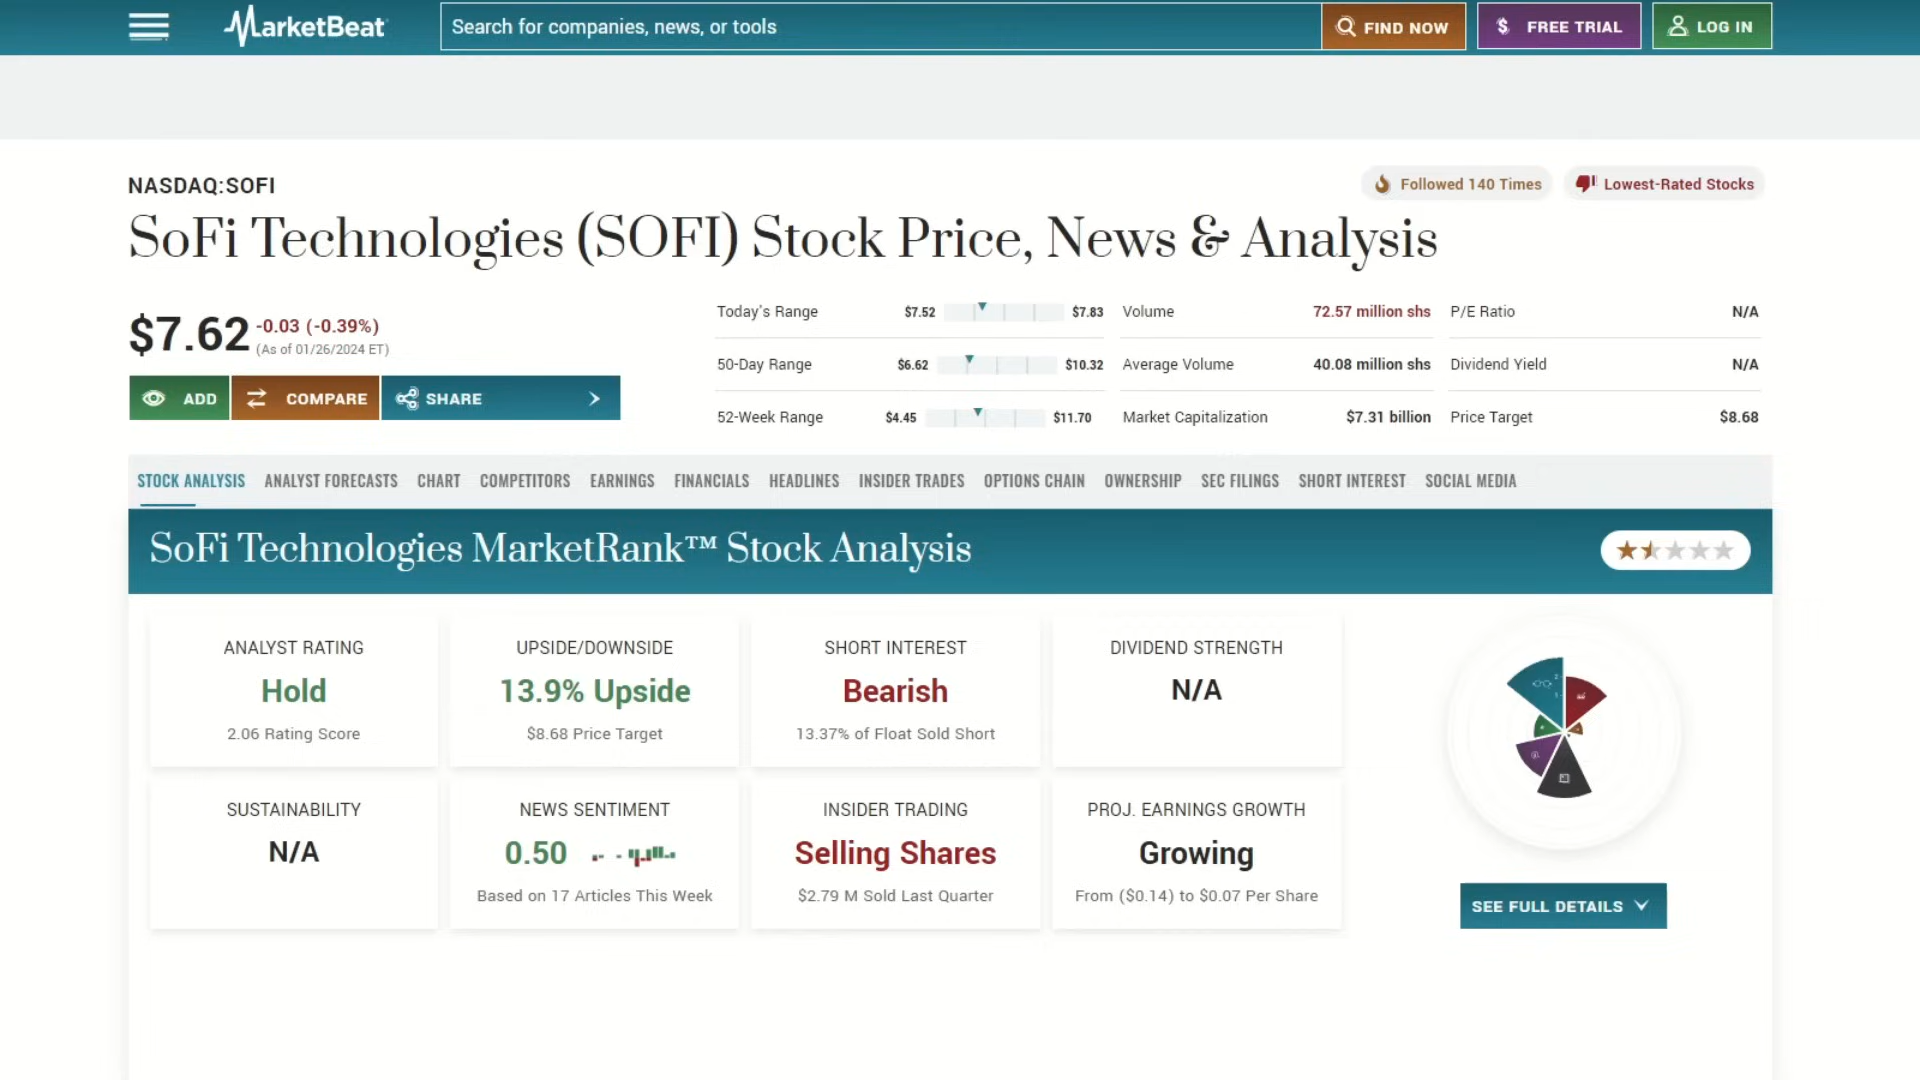 MarketBeat
Search for companies, news, or tools
FIND NOW
FREE TRIAL
LOG IN
NASDAQ:SOFI
Followed 140 Times
Lowest-Rated Stocks
SoFi Technologies (SOFI) Stock Price, News & Analysis
$7.62 -0.03 (-0.39%)
(As of 01/26/2024 ET)
ADD
COMPARE
SHARE
Today's Range $7.52 $7.83
50-Day Range $6.62 $10.32
52-Week Range $4.45 $11.70
Volume 72.57 million shs
Average Volume 40.08 million shs
Market Capitalization $7.31 billion
P/E Ratio N/A
Dividend Yield N/A
Price Target $8.68
STOCK ANALYSIS ANALYST FORECASTS CHART COMPETITORS EARNINGS FINANCIALS HEADLINES INSIDER TRADES OPTIONS CHAIN OWNERSHIP SEC FILINGS SHORT INTEREST SOCIAL MEDIA
SoFi Technologies MarketRank™ Stock Analysis
ANALYST RATING
Hold
2.06 Rating Score
UPSIDE/DOWNSIDE
13.9% Upside
$8.68 Price Target
SHORT INTEREST
Bearish
13.37% of Float Sold Short
DIVIDEND STRENGTH
N/A
SUSTAINABILITY
N/A
NEWS SENTIMENT
0.50
Based on 17 Articles This Week
INSIDER TRADING
Selling Shares
$2.79 M Sold Last Quarter
PROJ. EARNINGS GROWTH
Growing
From ($0.14) to $0.07 Per Share
SEE FULL DETAILS